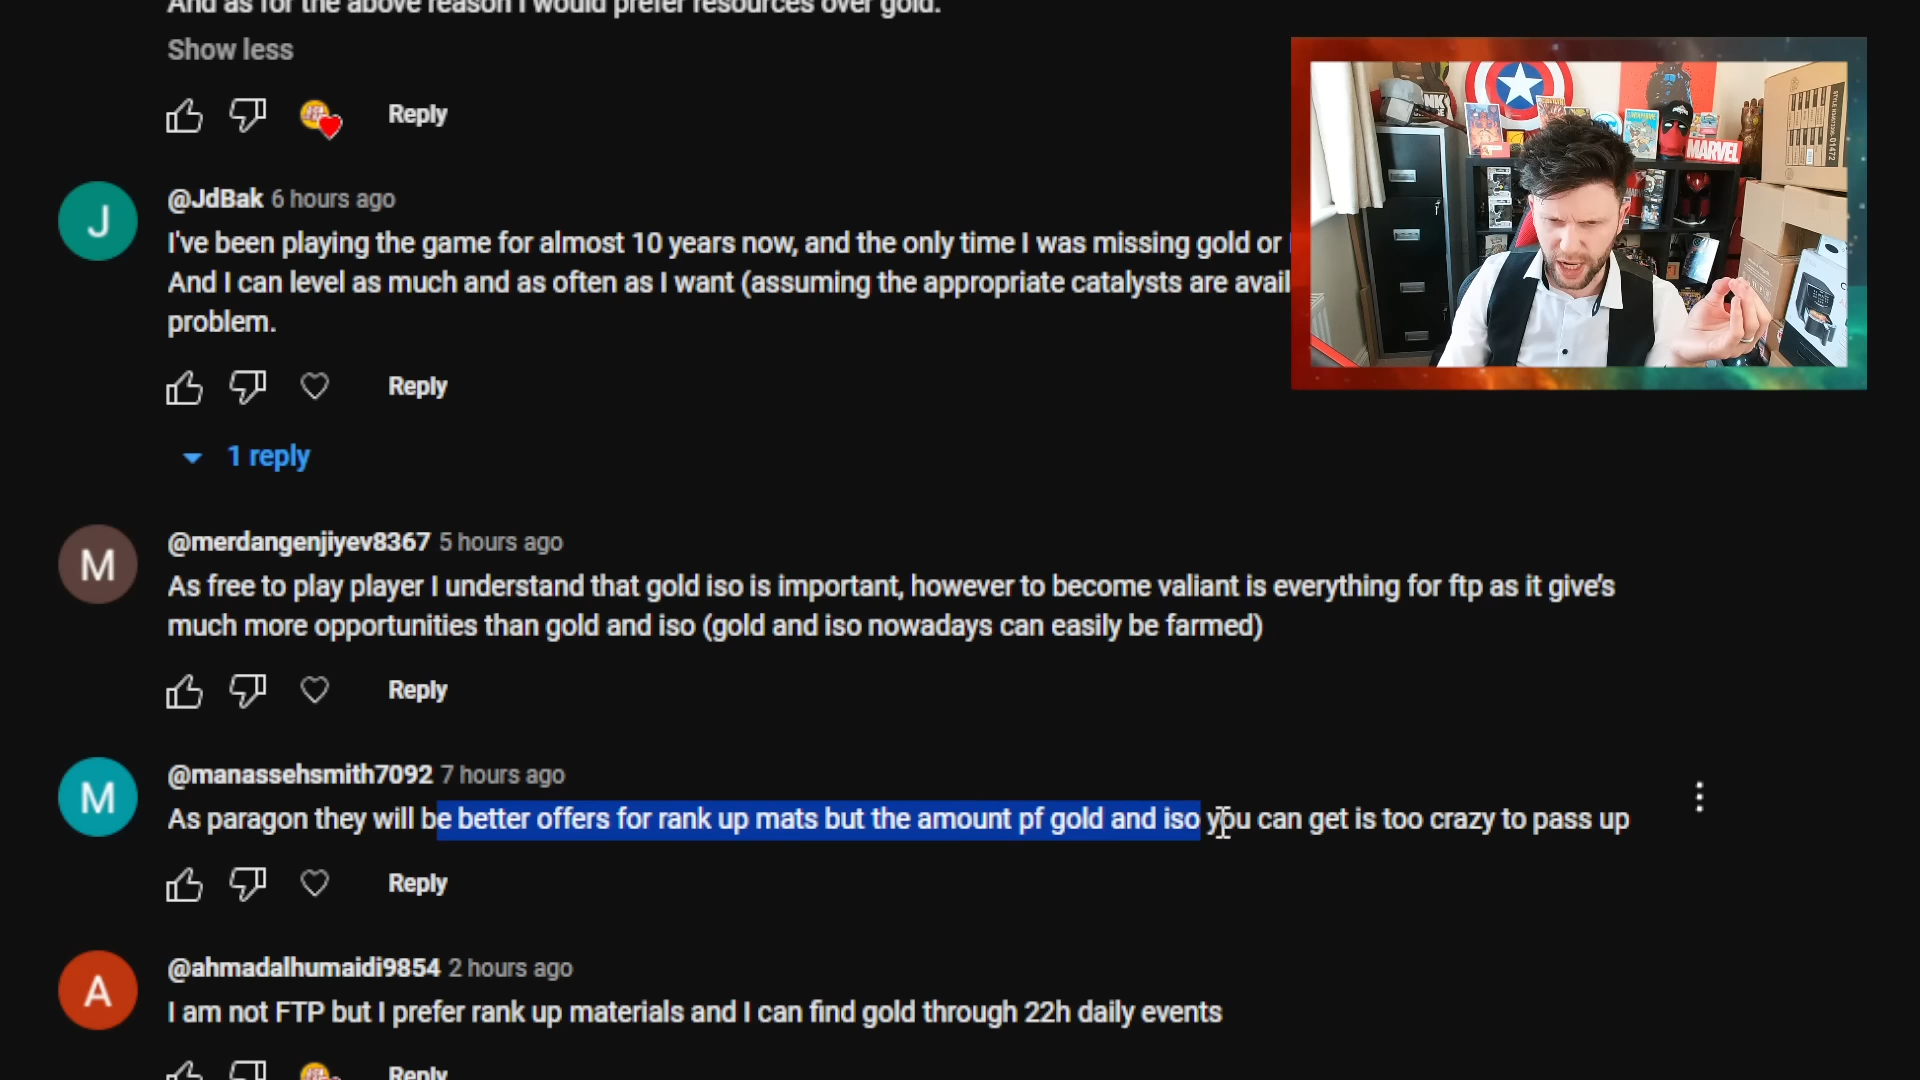 And as for the above reason I would prefer resources over gold.
Show less
Reply
@JdBak 6 hours ago
I've been playing the game for almost 10 years now, and the only time I was missing gold or
And I can level as much and as often as I want (assuming the appropriate catalysts are avail
problem.
Reply
1 reply
@merdangenjiyev8367 5 hours ago
As free to play player I understand that gold iso is important, however to become valiant is everything for ftp as it give's
much more opportunities than gold and iso (gold and iso nowadays can easily be farmed)
Reply
@manassehsmith7092 7 hours ago
As paragon they will be better offers for rank up mats but the amount pf gold and iso you can get is too crazy to pass up
Reply
@ahmadalhumaidi9854 2 hours ago
I am not FTP but I prefer rank up materials and I can find gold through 22h daily events
Reply
MARVEL
J
M
M
A